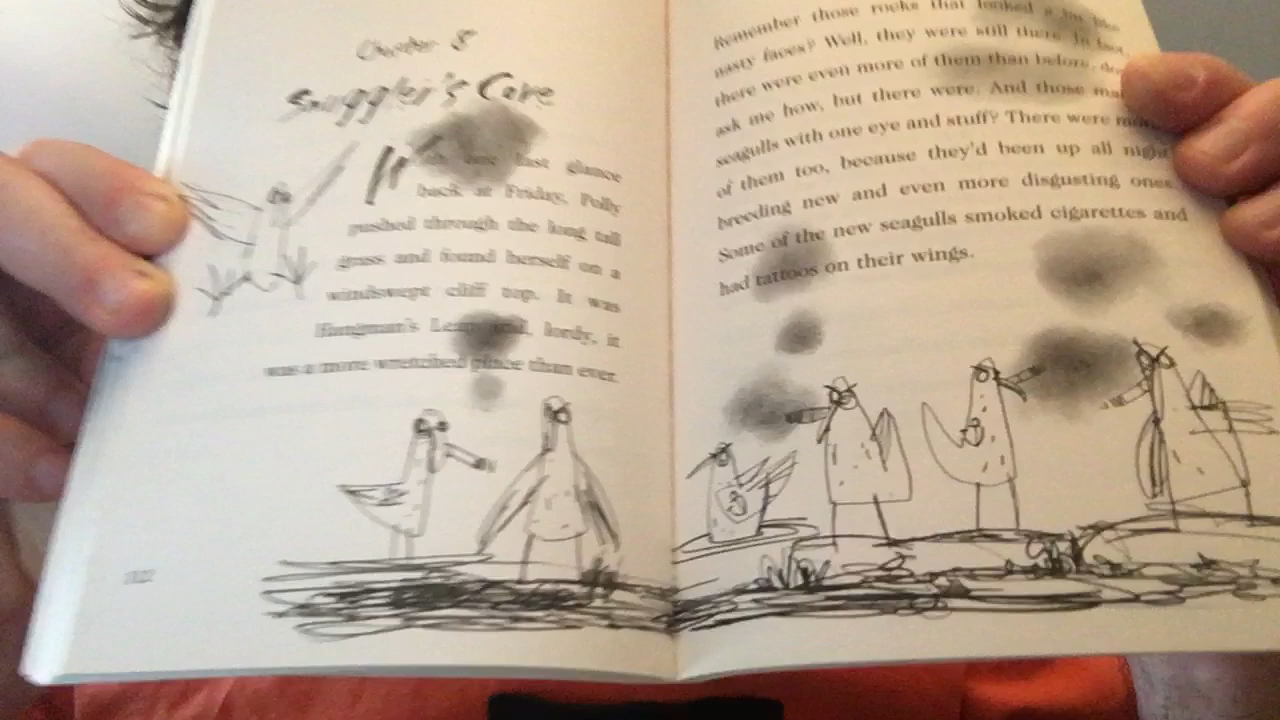 Chapter 8
Smuggler's Cove
With one last glance
back at Friday, Polly
pushed through the long tall
grass and found herself on a
windswept cliff top. It was
Hangman's Leap and, lordy, it
was a more wretched place than ever.
122
Remember those rocks that looked a bit like
nasty faces? Well, they were still there. In fact,
there were even more of them than before, don't
ask me how, but there were. And those
seagulls with one eye and stuff? There were more
of them too, because they'd been up all night
breeding new and even more disgusting ones.
Some of the new seagulls smoked cigarettes and
had tattoos on their wings.